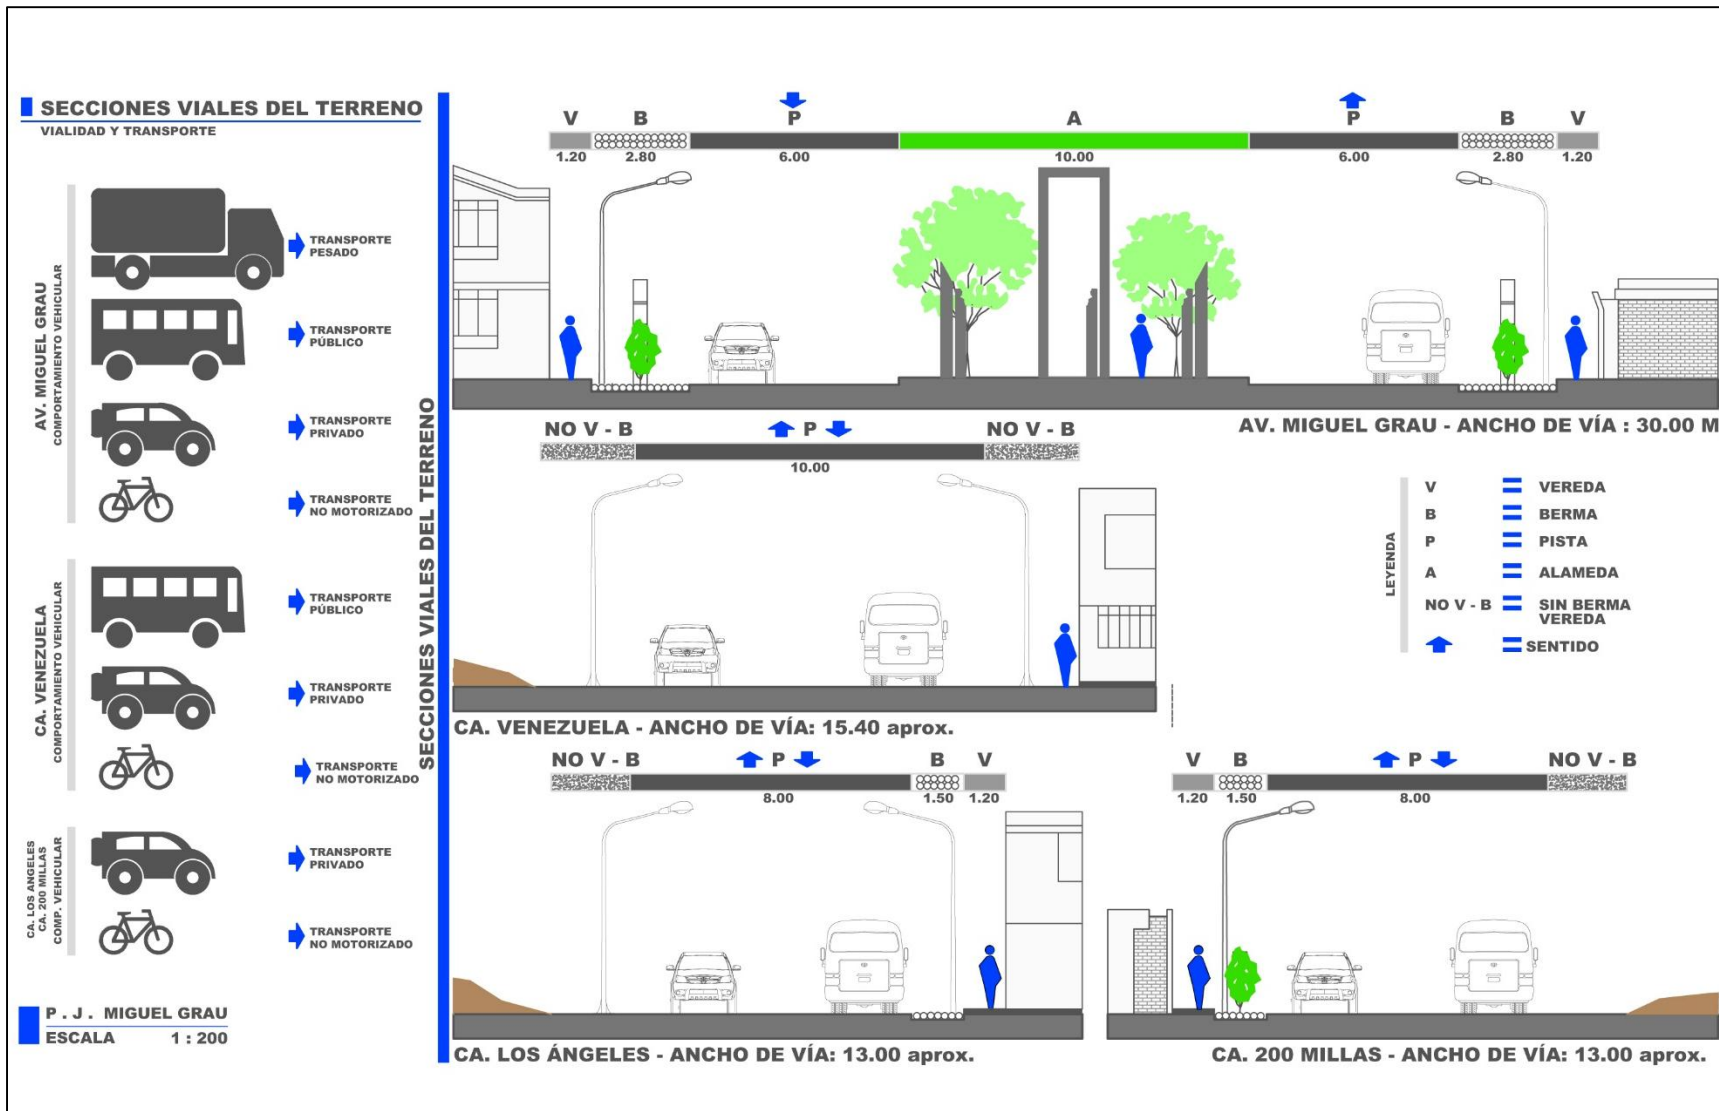 SECCIONES VIALES DEL TERRENO
VIALIDAD Y TRANSPORTE
AV. MIGUEL GRAU
COMPORTAMIENTO VEHICULAR
TRANSPORTE
PESADO
TRANSPORTE
PÚBLICO
TRANSPORTE
PRIVADO
TRANSPORTE
NO MOTORIZADO
CA. VENEZUELA
COMPORTAMIENTO VEHICULAR
TRANSPORTE
PÚBLICO
TRANSPORTE
PRIVADO
TRANSPORTE
NO MOTORIZADO
CA. LOS ANGELES
CA. 200 MILLAS
COMP. VEHICULAR
TRANSPORTE
PRIVADO
TRANSPORTE
NO MOTORIZADO
P . J . MIGUEL GRAU
ESCALA 1 : 200
SECCIONES VIALES DEL TERRENO
V B P A P B V
1.20 2.80 6.00 10.00 6.00 2.80 1.20
AV. MIGUEL GRAU - ANCHO DE VÍA : 30.00 M
NO V - B P NO V - B
10.00
CA. VENEZUELA - ANCHO DE VÍA: 15.40 aprox.
LEYENDA
V = VEREDA
B = BERMA
P = PISTA
A = ALAMEDA
NO V - B = SIN BERMA
VEREDA
= SENTIDO
NO V - B P B V
8.00 1.50 1.20
CA. LOS ÁNGELES - ANCHO DE VÍA: 13.00 aprox.
V B P NO V - B
1.20 1.50 8.00
CA. 200 MILLAS - ANCHO DE VÍA: 13.00 aprox.